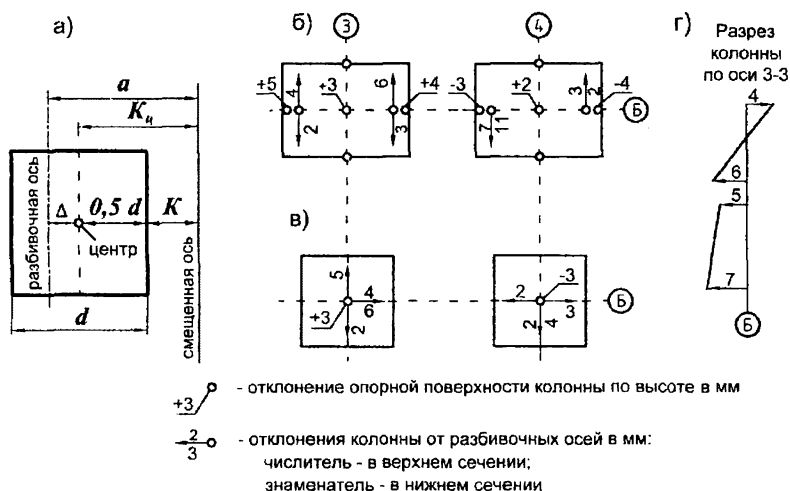 а)
a
Kц
разбивочная ось
Δ
0,5 d
K
центр
смещенная ось
d
б)
3
4
+5
4
2
+3
6
3
+4
-3
7
11
+2
3
2
-4
Б
в)
5
+3
4
6
2
2
-3
3
2
4
Б
г)
Разрез
колонны
по оси 3-3
4
6
5
7
Б
+3
- отклонение опорной поверхности колонны по высоте в мм
2
3
- отклонения колонны от разбивочных осей в мм:
числитель - в верхнем сечении;
знаменатель - в нижнем сечении